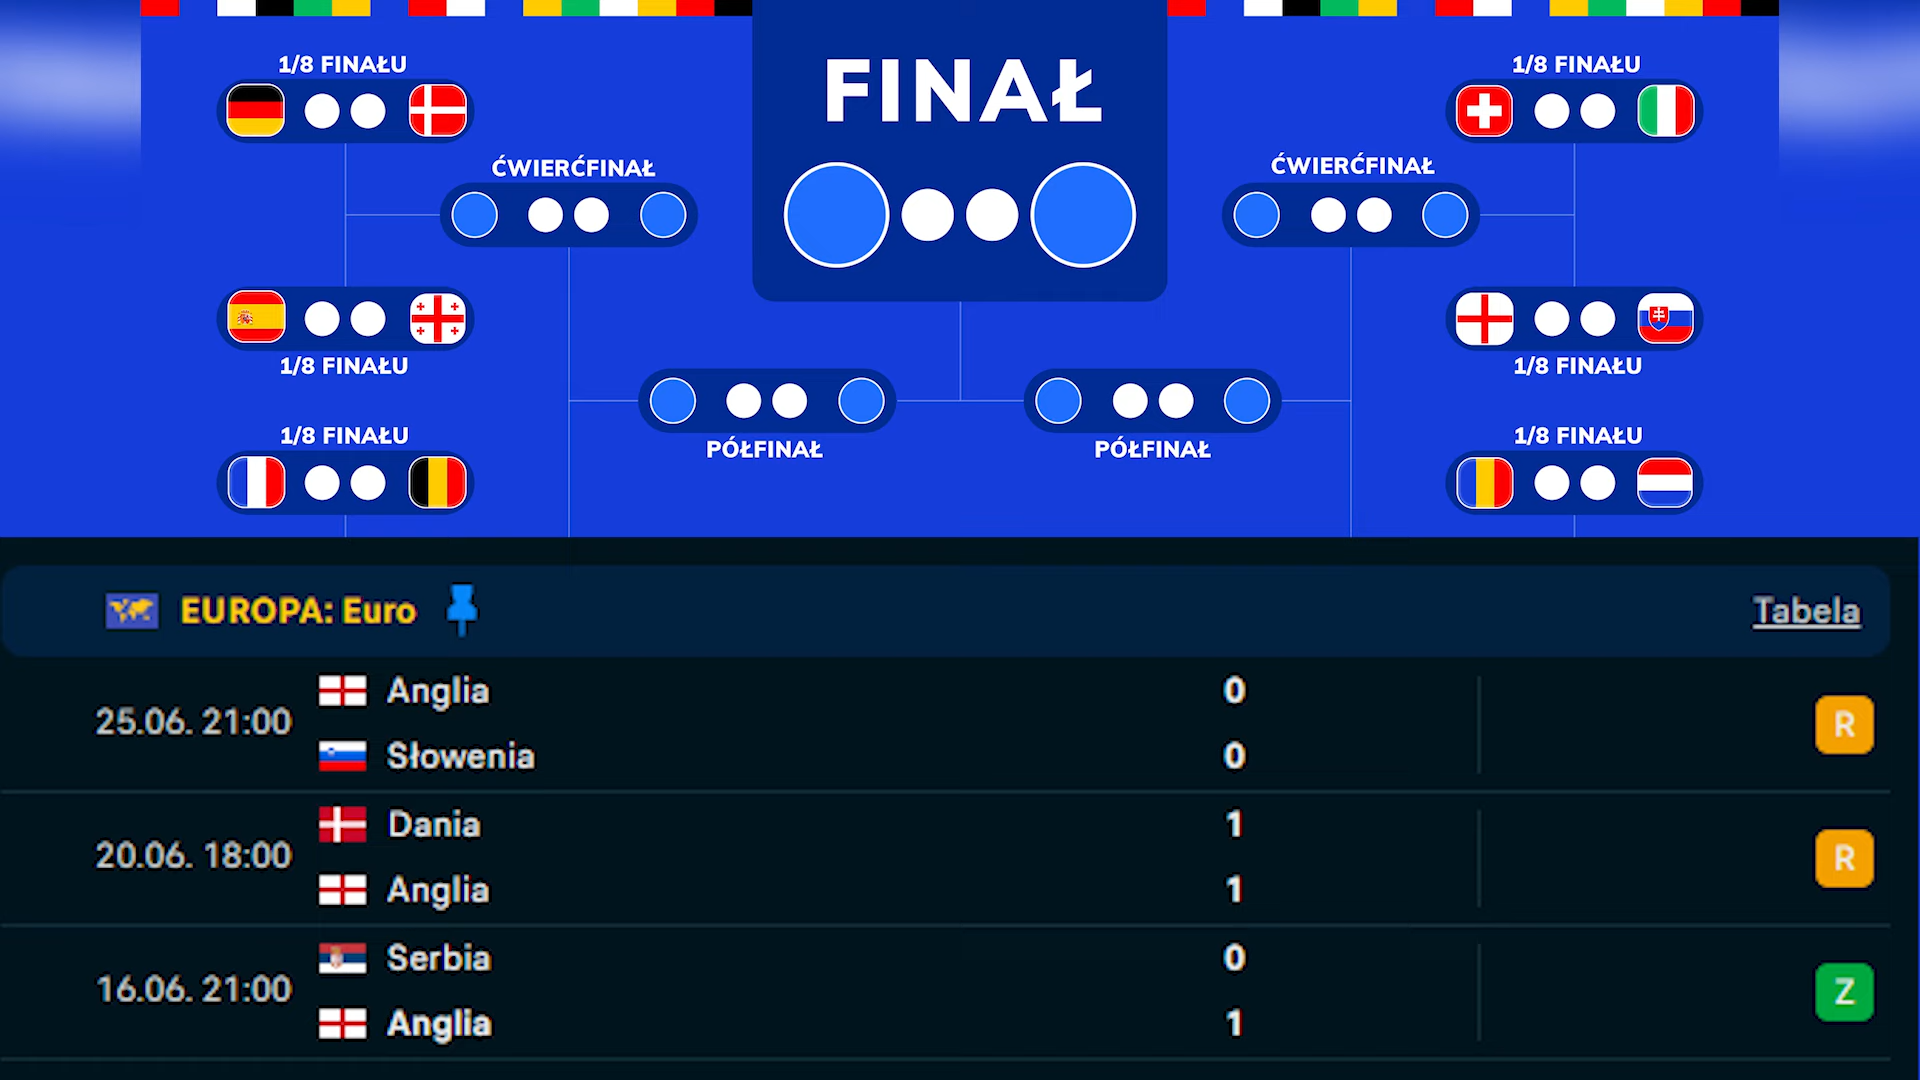 1/8 FINAŁU
FINAŁ
1/8 FINAŁU
ĆWIERĆFINAŁ
ĆWIERĆFINAŁ
1/8 FINAŁU
1/8 FINAŁU
1/8 FINAŁU
1/8 FINAŁU
PÓŁFINAŁ
PÓŁFINAŁ
EUROPA: Euro
Tabela
25.06. 21:00
Anglia 0
Słowenia 0
R
20.06. 18:00
Dania 1
Anglia 1
R
16.06. 21:00
Serbia 0
Anglia 1
Z